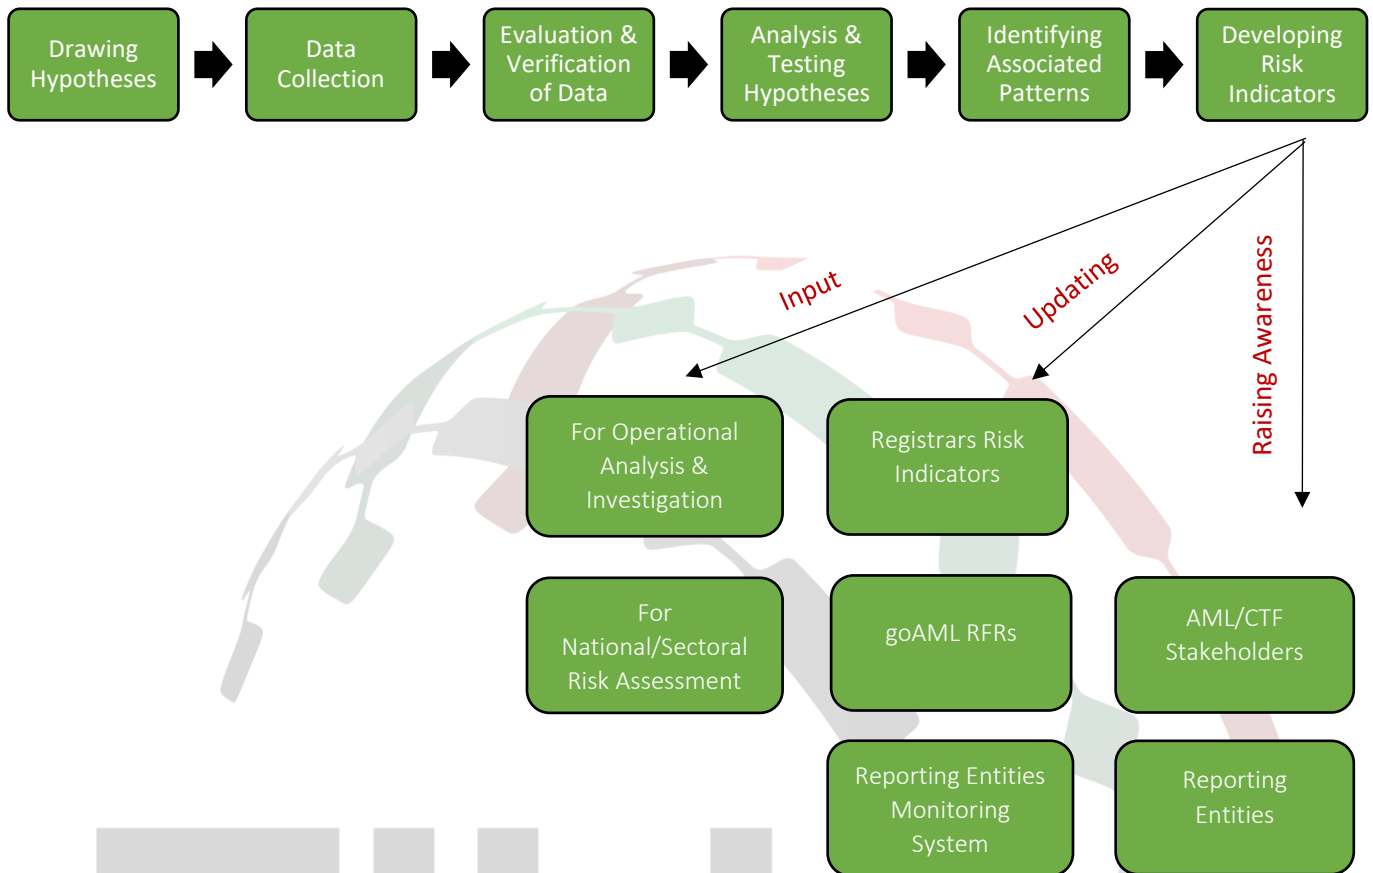 Drawing
Hypotheses
Data
Collection
Evaluation &
Verification
of Data
Analysis &
Testing
Hypotheses
Identifying
Associated
Patterns
Developing
Risk
Indicators
Input
Updating
Raising Awareness
For Operational
Analysis &
Investigation
Registrars Risk
Indicators
For
National/Sectoral
Risk Assessment
goAML RFRs
AML/CTF
Stakeholders
Reporting Entities
Monitoring
System
Reporting
Entities